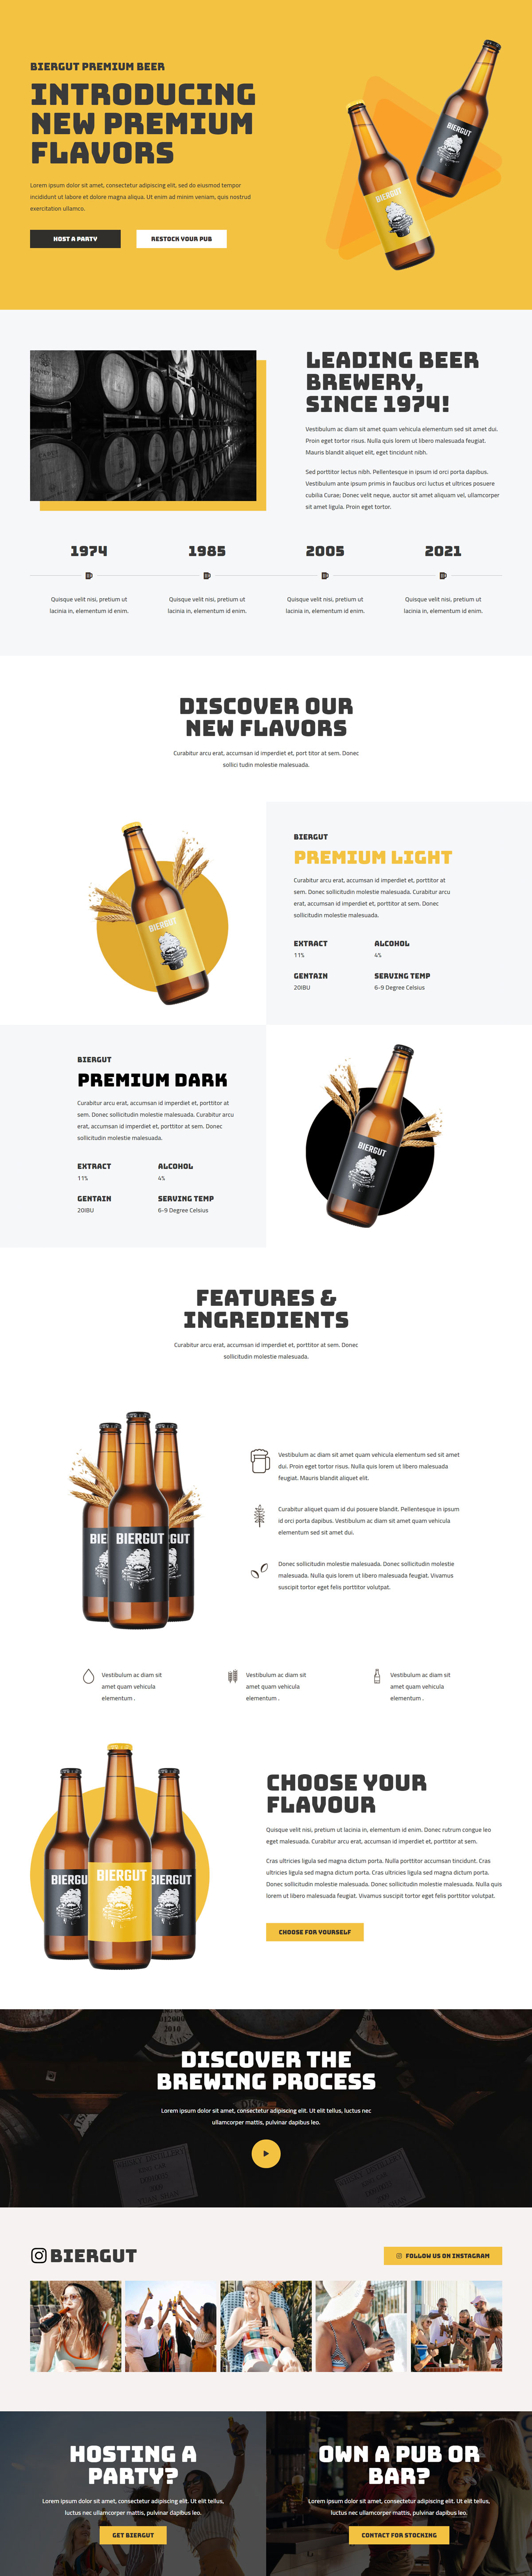 BIERGUT PREMIUM BEER
INTRODUCING
NEW PREMIUM
FLAVORS
Lorem ipsum dolor sit amet, consectetur adipiscing elit, sed do eiusmod tempor
incididunt ut labore et dolore magna aliqua. Ut enim ad minim veniam, quis nostrud
exercitation ullamco.
HOST A PARTY
RESTOCK YOUR PUB
BIERGUT
BIERGUT
LEADING BEER
BREWERY,
SINCE 1974!
Vestibulum ac diam sit amet quam vehicula elementum sed sit amet dui.
Proin eget tortor risus. Nulla quis lorem ut libero malesuada feugiat.
Mauris blandit aliquet elit, eget tincidunt nibh.
Sed porttitor lectus nibh. Pellentesque in ipsum id orci porta dapibus.
Vestibulum ante ipsum primis in faucibus orci luctus et ultrices posuere
cubilia Curae; Donec velit neque, auctor sit amet aliquam vel, ullamcorper
sit amet ligula. Proin eget tortor.
1974
1985
2005
2021
Quisque velit nisi, pretium ut
lacinia in, elementum id enim.
Quisque velit nisi, pretium ut
lacinia in, elementum id enim.
Quisque velit nisi, pretium ut
lacinia in, elementum id enim.
Quisque velit nisi, pretium ut
lacinia in, elementum id enim.
DISCOVER OUR
NEW FLAVORS
Curabitur arcu erat, accumsan id imperdiet et, port titor at sem. Donec
sollici tudin molestie malesuada.
BIERGUT
BIERGUT
PREMIUM LIGHT
Curabitur arcu erat, accumsan id imperdiet et, porttitor at
sem. Donec sollicitudin molestie malesuada. Curabitur arcu
erat, accumsan id imperdiet et, porttitor at sem. Donec
sollicitudin molestie malesuada.
EXTRACT
ALCOHOL
11%
4%
GENTAIN
SERVING TEMP
20IBU
6-9 Degree Celsius
BIERGUT
PREMIUM DARK
Curabitur arcu erat, accumsan id imperdiet et, porttitor at
sem. Donec sollicitudin molestie malesuada. Curabitur arcu
erat, accumsan id imperdiet et, porttitor at sem. Donec
sollicitudin molestie malesuada.
EXTRACT
ALCOHOL
11%
4%
GENTAIN
SERVING TEMP
20IBU
6-9 Degree Celsius
BIERGUT
FEATURES &
INGREDIENTS
Curabitur arcu erat, accumsan id imperdiet et, porttitor at sem. Donec
sollicitudin molestie malesuada.
BIE BIERGUT GUT
Vestibulum ac diam sit amet quam vehicula elementum sed sit amet
dui. Proin eget tortor risus. Nulla quis lorem ut libero malesuada
feugiat. Mauris blandit aliquet elit.
Curabitur aliquet quam id dui posuere blandit. Pellentesque in ipsum
id orci porta dapibus. Vestibulum ac diam sit amet quam vehicula
elementum sed sit amet dui.
Donec sollicitudin molestie malesuada. Donec sollicitudin molestie
malesuada. Nulla quis lorem ut libero malesuada feugiat. Vivamus
suscipit tortor eget felis porttitor volutpat.
Vestibulum ac diam sit
amet quam vehicula
elementum .
Vestibulum ac diam sit
amet quam vehicula
elementum .
Vestibulum ac diam sit
amet quam vehicula
elementum .
BIERGU BIERGUT BIERGUT
CHOOSE YOUR
FLAVOUR
Quisque velit nisi, pretium ut lacinia in, elementum id enim. Donec rutrum congue leo
eget malesuada. Curabitur arcu erat, accumsan id imperdiet et, porttitor at sem.
Cras ultricies ligula sed magna dictum porta. Nulla porttitor accumsan tincidunt. Cras
ultricies ligula sed magna dictum porta. Cras ultricies ligula sed magna dictum porta.
Donec sollicitudin molestie malesuada. Donec sollicitudin molestie malesuada. Nulla quis
lorem ut libero malesuada feugiat. Vivamus suscipit tortor eget felis porttitor volutpat.
CHOOSE FOR YOURSELF
2010
DISCOVER THE
BREWING PROCESS
Lorem ipsum dolor sit amet, consectetur adipiscing elit. Ut elit tellus, luctus nec
ullamcorper mattis, pulvinar dapibus leo.
BIERGUT
FOLLOW US ON INSTAGRAM
HOSTING A
PARTY?
Lorem ipsum dolor sit amet, consectetur adipiscing elit. Ut elit tellus,
luctus nec ullamcorper mattis, pulvinar dapibus leo.
GET BIERGUT
OWN A PUB OR
BAR?
Lorem ipsum dolor sit amet, consectetur adipiscing elit. Ut elit tellus,
luctus nec ullamcorper mattis, pulvinar dapibus leo.
CONTACT FOR STOCKING